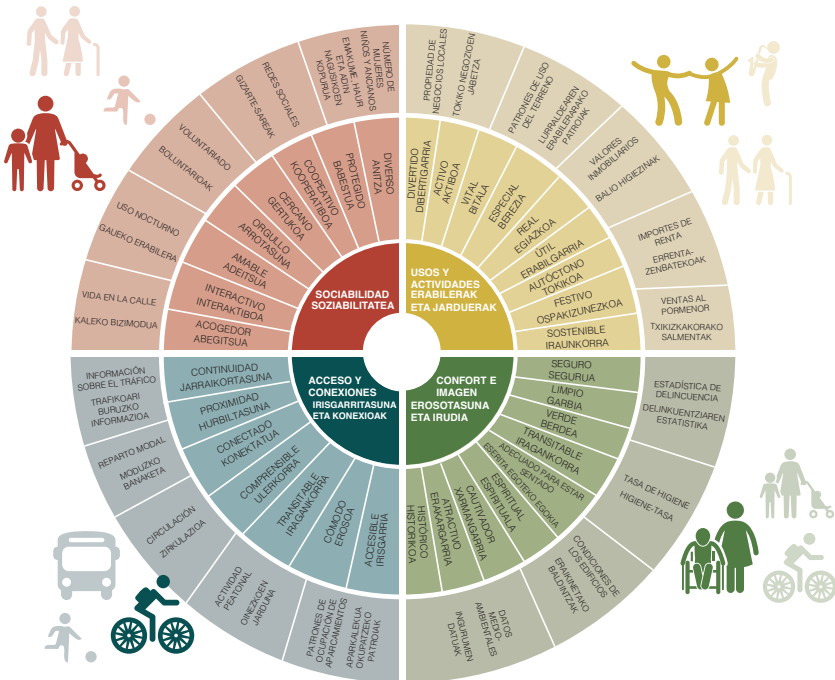 SOCIABILIDAD
SOZIABILITATEA
DIVERSO
ANITZA
PROTEGIDO
BABESTUA
COOPEATIVO
KOOPERATIBOA
CERCANO
GERTUKOA
ORGULLO
ARROTASUNA
AMABLE
ADEITSUA
INTERACTIVO
INTERAKTIBOA
ACOGEDOR
ABEGITSUA
NÚMERO DE
MUJERES
NIÑOS Y ANCIANOS
EMAKUME, HAUR
ETA ADIN
NAGUSIKOEN
KOPURUA
REDES SOCIALES
GIZARTE-SAREAK
VOLUNTARIADO
BOLUNTARIOAK
USO NOCTURNO
GAUEKO ERABILERA
VIDA EN LA CALLE
KALEKO BIZIMODUA
USOS Y
ACTIVIDADES
ERABILERAK
ETA JARDUERAK
DIVERTIDO
DIBERTIGARRIA
ACTIVO
AKTIBOA
VITAL
BITALA
ESPECIAL
BEREZIA
REAL
EGIAZKOA
ÚTIL
ERABILGARRIA
AUTÓCTONO
TOKIKOA
FESTIVO
OSPAKIZUNEZKOA
SOSTENIBLE
IRAUNKORRA
PROPIEDAD DE
NEGOCIOS LOCALES
TOKIKO NEGOZIOEN
JABETZA
PATRONES DE USO
DEL TERRENO
LURRALDEAREN
ERABILERARAKO
PATROIAK
VALORES
INMOBILIARIOS
BALIO HIGIEZINAK
IMPORTES DE
RENTA
ERRENTA-
ZENBATEKOAK
VENTAS AL
PORMENOR
TXIKIZKAKORAKO
SALMENTAK
ACCESO Y
CONEXIONES
IRISGARRITASUNA
ETA KONEXIOAK
CONTINUIDAD
JARRAIKORTASUNA
PROXIMIDAD
HURBILTASUNA
CONECTADO
KONEKTATUA
COMPRENSIBLE
ULERKORRA
TRANSITABLE
IRAGANKORRA
CÓMODO
EROSOA
ACCESIBLE
IRISGARRIA
INFORMACIÓN
SOBRE EL TRÁFICO
TRAFIKOARI
BURUZKO
INFORMAZIOA
REPARTO MODAL
MODUZKO
BANAKETA
CIRCULACIÓN
ZIRKULAZIOA
ACTIVIDAD
PEATONAL
OINEZKOEN
JARDUNA
PATRONES DE
OCUPACIÓN DE
APARCAMIENTOS
APARKALEKUA
OKUPATZEKO
PATROIAK
CONFORT E
IMAGEN
EROSOTASUNA
ETA IRUDIA
SEGURO
SEGURUA
LIMPIO
GARBIA
VERDE
BERDEA
TRANSITABLE
IRAGANKORRA
ADECUADO PARA ESTAR
SENTADO
ESERITA EGOTEKO EGOKIA
ESPIRITUAL
ESPIRITUALA
CAUTIVADOR
XARMANGARRIA
ATRACTIVO
ERAKARGARRIA
HISTÓRICO
HISTORIKOA
ESTADÍSTICA DE
DELINCUENCIA
DELINKUENTZIAREN
ESTATISTIKA
TASA DE HIGIENE
HIGIENE-TASA
CONDICIONES DE
LOS EDIFICIOS
ERAIKINETAKO
BALDINTZAK
DATOS
MEDIO-
AMBIENTALES
INGURUMEN
DATUAK